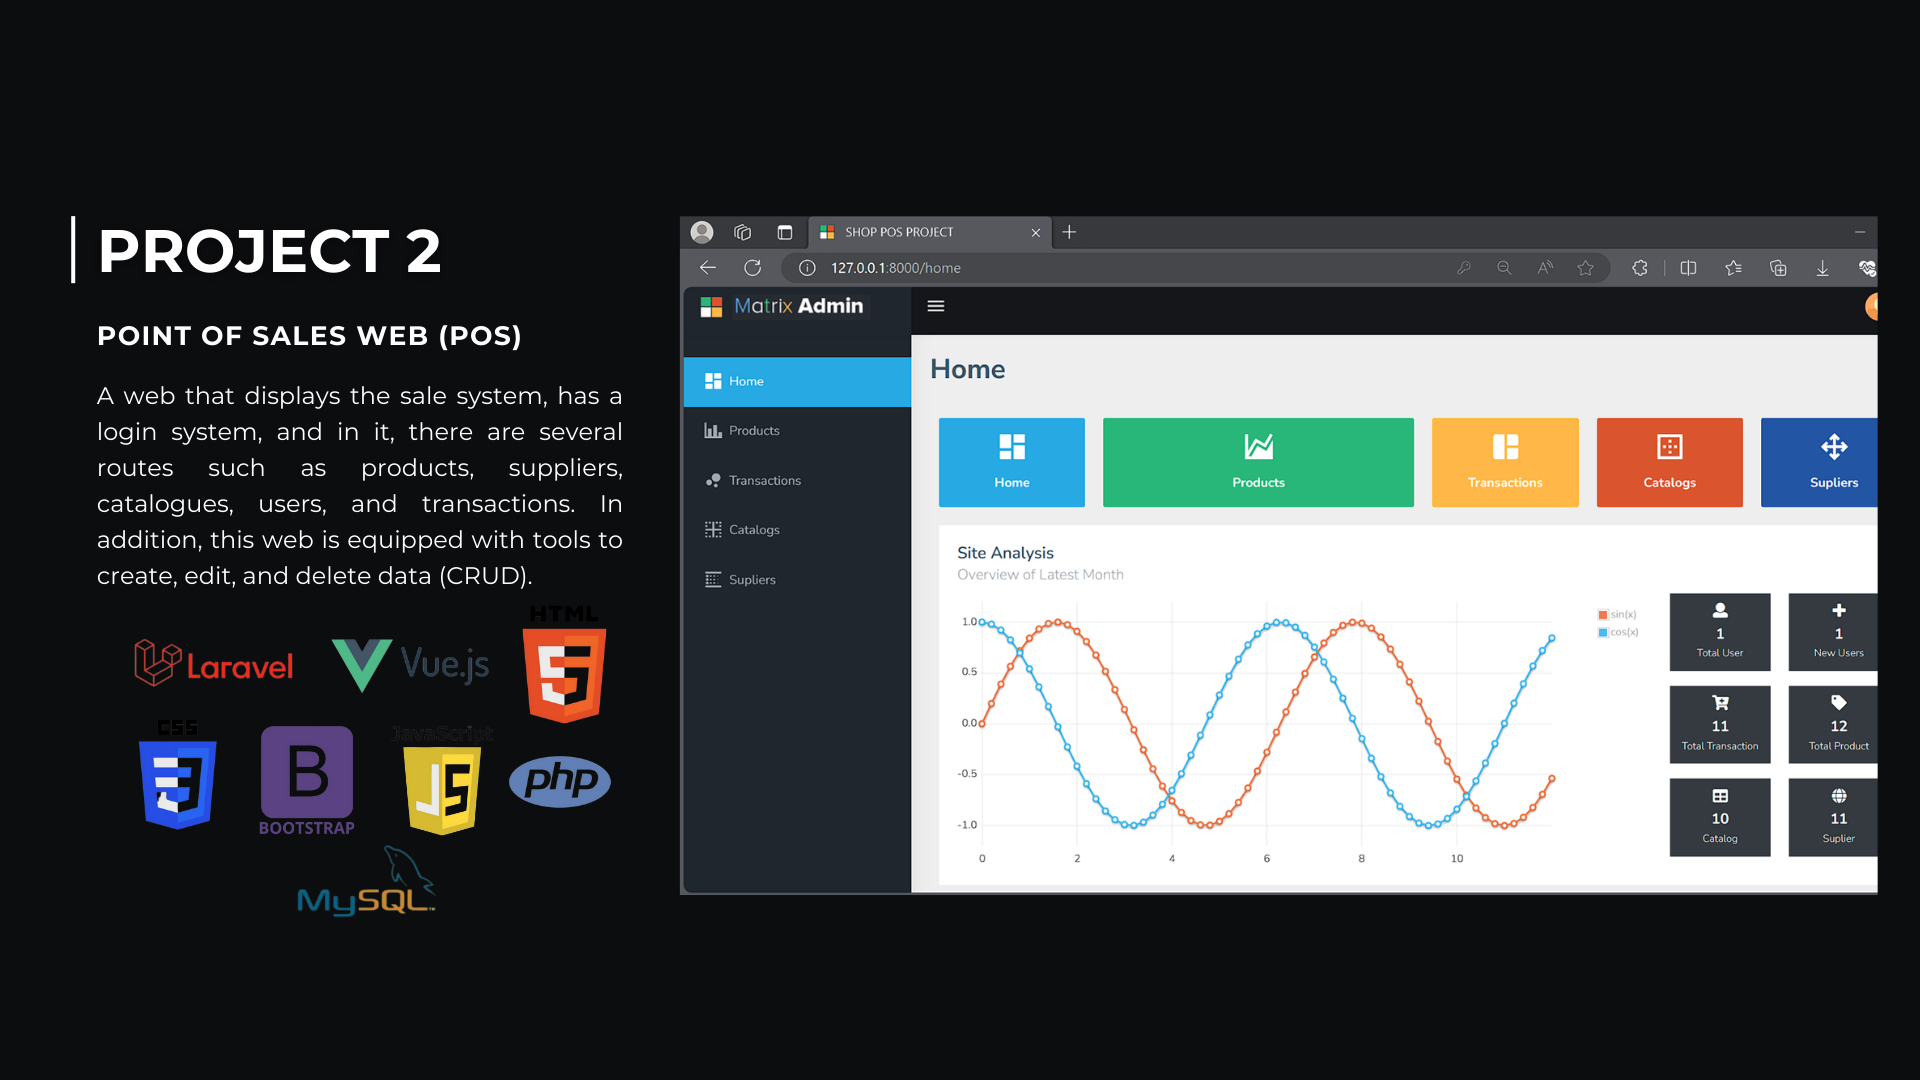 PROJECT 2
POINT OF SALES WEB (POS)
A web that displays the sale system, has a
login system, and in it, there are several
routes such as products, suppliers,
catalogues, users, and transactions. In
addition, this web is equipped with tools to
create, edit, and delete data (CRUD).
Laravel
Vue.js
HTML
5
CSS
3
B
BOOTSTRAP
JavaScript
JS
php
MySQL™
SHOP POS PROJECT
127.0.0.1:8000/home
Matrix Admin
Home
Products
Transactions
Catalogs
Supliers
Home
Home
Products
Transactions
Catalogs
Supliers
Site Analysis
Overview of Latest Month
1.0
0.5
0.0
-0.5
-1.0
0 2 4 6 8 10
sin(x)
cos(x)
1
Total User
1
New Users
11
Total Transaction
12
Total Product
10
Catalog
11
Suplier